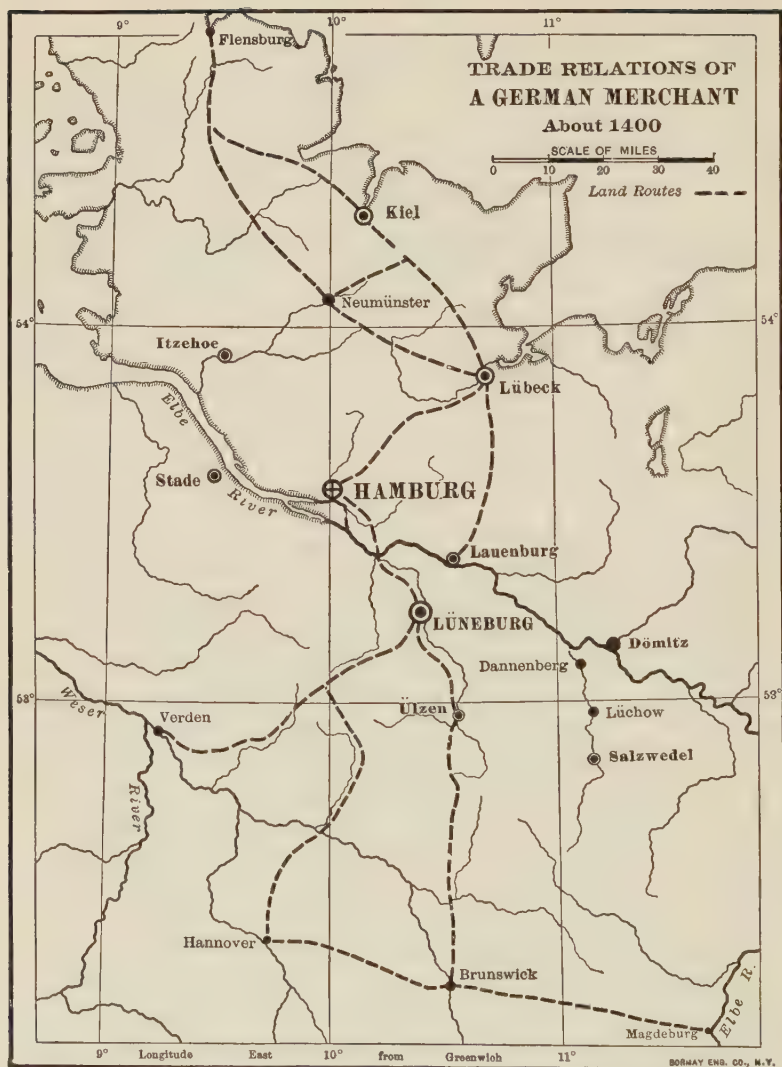 9°
10°
11°
Flensburg
TRADE RELATIONS OF
A GERMAN MERCHANT
About 1400
SCALE OF MILES
0 10 20 30 40
Land Routes
Kiel
Neumünster
54°
54°
Itzehoe
Lübeck
Elbe
River
Stade
HAMBURG
Lauenburg
LÜNEBURG
Dömitz
Dannenberg
53°
53°
Weser
River
Verden
Ülzen
Lüchow
Salzwedel
Hannover
Brunswick
Magdeburg
Elbe R.
9° Longitude East 10° from Greenwich 11°
BORMAY ENG. CO., N.Y.